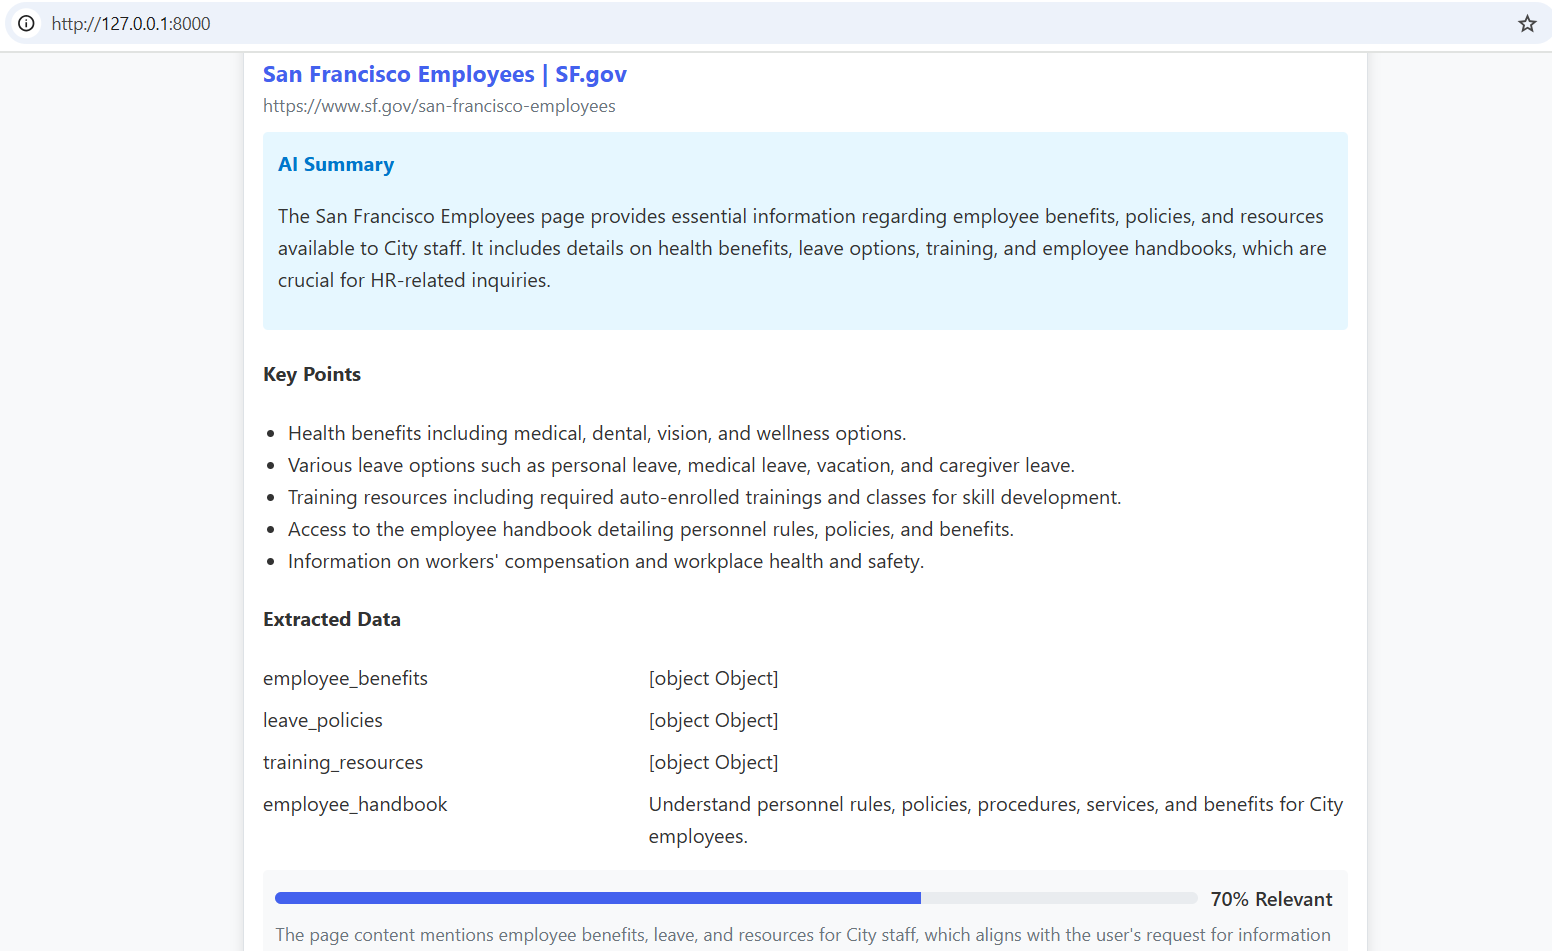 http://127.0.0.1:8000
San Francisco Employees | SF.gov
https://www.sf.gov/san-francisco-employees
AI Summary
The San Francisco Employees page provides essential information regarding employee benefits, policies, and resources
available to City staff. It includes details on health benefits, leave options, training, and employee handbooks, which are
crucial for HR-related inquiries.
Key Points
• Health benefits including medical, dental, vision, and wellness options.
• Various leave options such as personal leave, medical leave, vacation, and caregiver leave.
• Training resources including required auto-enrolled trainings and classes for skill development.
• Access to the employee handbook detailing personnel rules, policies, and benefits.
• Information on workers' compensation and workplace health and safety.
Extracted Data
employee_benefits [object Object]
leave_policies [object Object]
training_resources [object Object]
employee_handbook Understand personnel rules, policies, procedures, services, and benefits for City
employees.
70% Relevant
The page content mentions employee benefits, leave, and resources for City staff, which aligns with the user's request for information